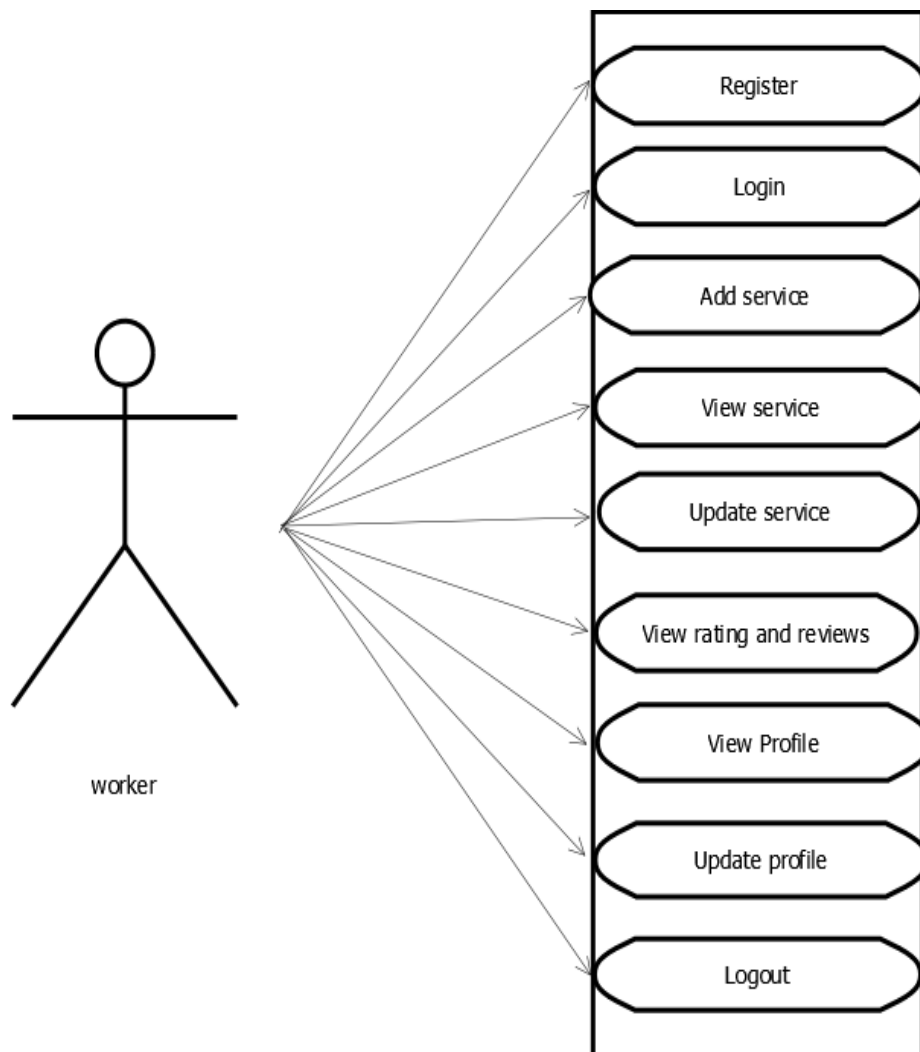 Register
Login
Add service
View service
Update service
View rating and reviews
View Profile
Update profile
Logout
worker